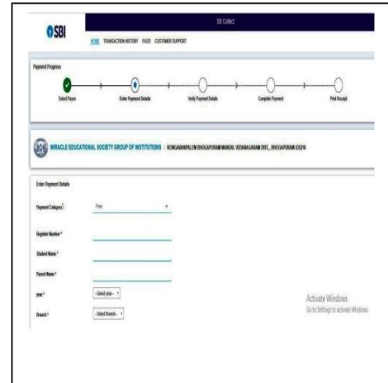 SBI
SB Collect
HOME TRANSACTION HISTORY FAQS CUSTOMER SUPPORT
Payment Progress
Select Payee
Enter Payment Details
Verify Payment Details
Complete Payment
Print Receipt
MIRACLE EDUCATIONAL SOCIETY GROUP OF INSTITUTIONS
Enter Payment Details
Payment Category *
Fees
Register Number *
Student Name *
Parent Name *
year *
--Select year--
Branch *
--Select Branch--
Activate Windows
Go to Settings to activate Windows.